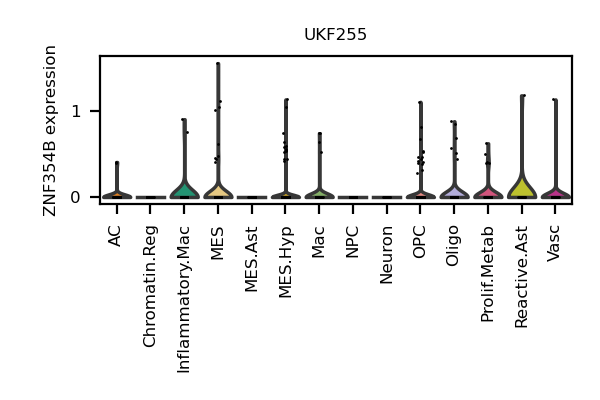 UKF255
ZNF354B expression
1
0
AC
Chromatin.Reg
Inflammatory.Mac
MES
MES.Ast
MES.Hyp
Mac
NPC
Neuron
OPC
Oligo
Prolif.Metab
Reactive.Ast
Vasc